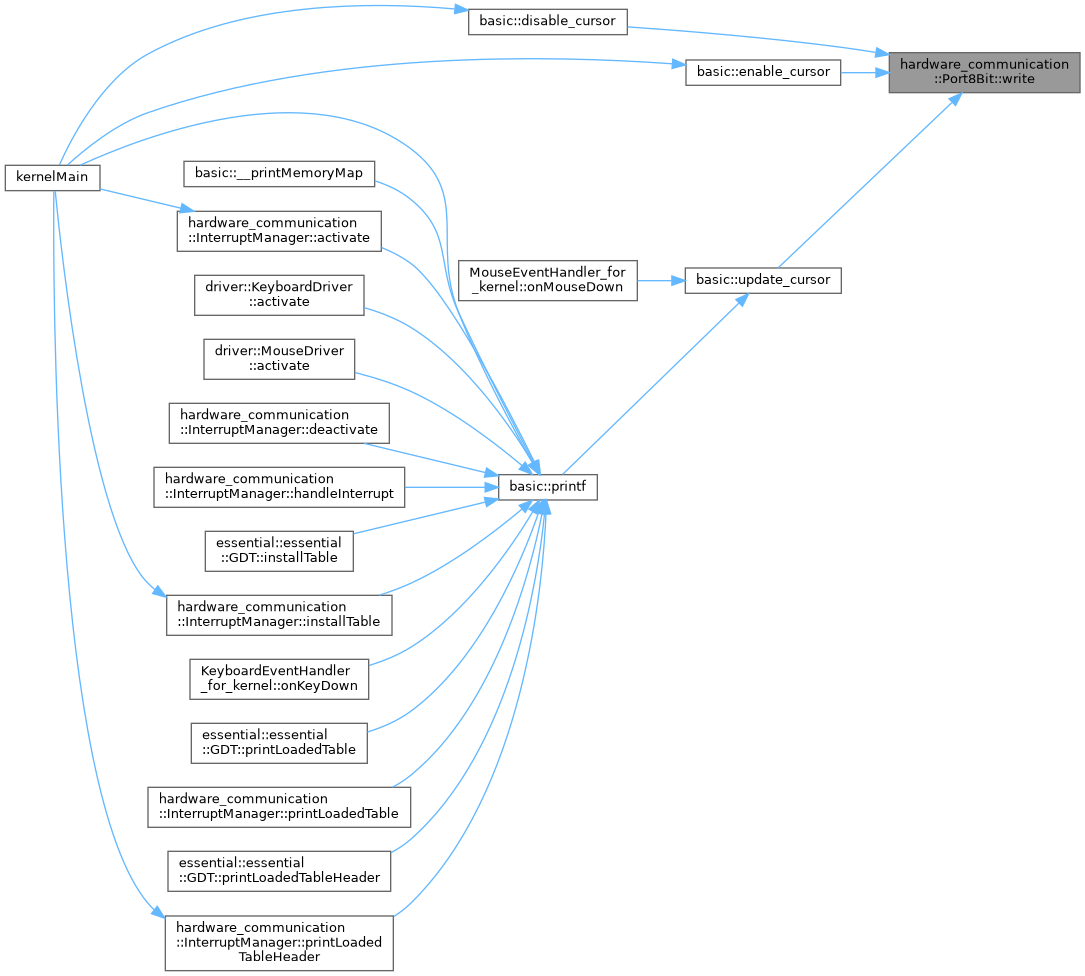 basic::disable_cursor
hardware_communication
::Port8Bit::write
basic::enable_cursor
kernelMain
basic::__printMemoryMap
hardware_communication
::InterruptManager::activate
MouseEventHandler_for
_kernel::onMouseDown
basic::update_cursor
driver::KeyboardDriver
::activate
driver::MouseDriver
::activate
hardware_communication
::InterruptManager::deactivate
hardware_communication
::InterruptManager::handleInterrupt
basic::printf
essential::essential
::GDT::installTable
hardware_communication
::InterruptManager::installTable
KeyboardEventHandler
_for_kernel::onKeyDown
essential::essential
::GDT::printLoadedTable
hardware_communication
::InterruptManager::printLoadedTable
essential::essential
::GDT::printLoadedTableHeader
hardware_communication
::InterruptManager::printLoaded
TableHeader